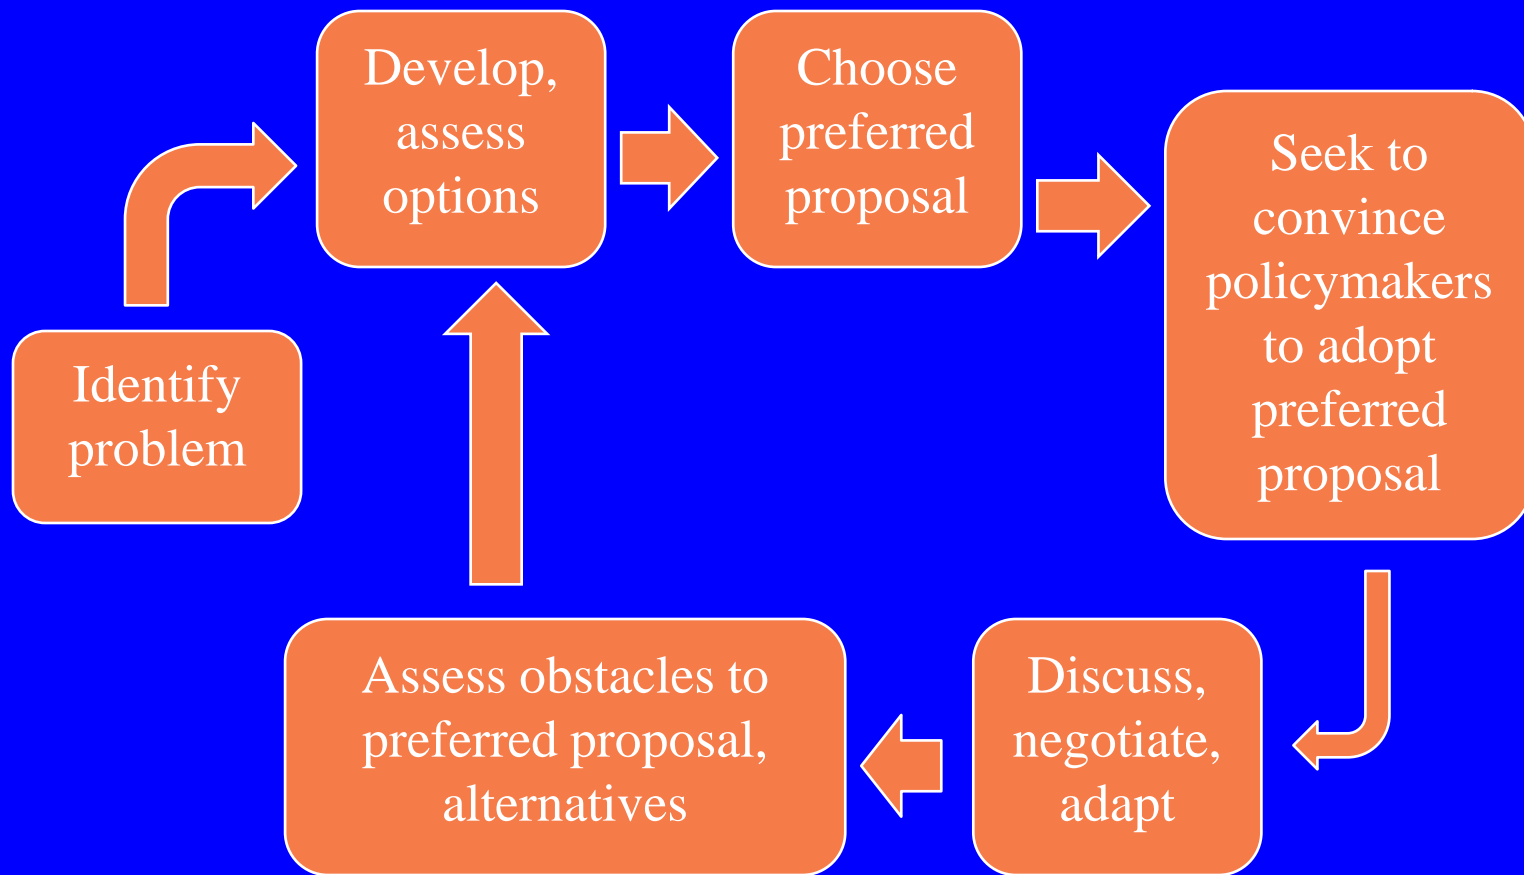 Identify
problem
Develop,
assess
options
Choose
preferred
proposal
Seek to
convince
policymakers
to adopt
preferred
proposal
Discuss,
negotiate,
adapt
Assess obstacles to
preferred proposal,
alternatives